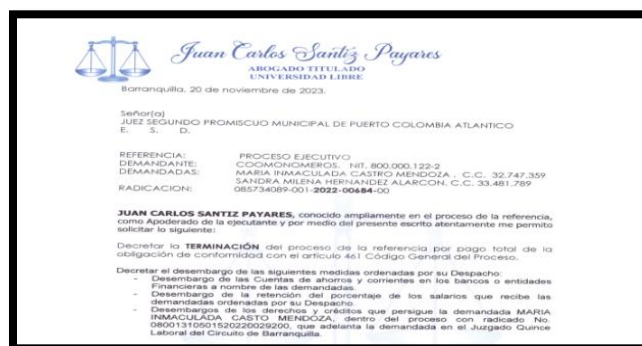 Juan Carlos Santiz Payares
ABOGADO TITULADO
UNIVERSIDAD LIBRE
Barranquilla, 20 de noviembre de 2023.
Señor(a)
JUEZ SEGUNDO PROMISCUO MUNICIPAL DE PUERTO COLOMBIA ATLANTICO
E. S. D.
REFERENCIA: PROCESO EJECUTIVO
DEMANDANTE: COOMONOMEROS. NIT. 800.000.122-2
DEMANDADAS: MARIA INMACULADA CASTRO MENDOZA , C.C. 32.747.359
SANDRA MILENA HERNANDEZ ALARCON. C.C. 33.481.789
RADICACION: 085734089-001-2022-00684-00
JUAN CARLOS SANTIZ PAYARES, conocido ampliamente en el proceso de la referencia,
como Apoderado de la ejecutante y por medio del presente escrito atentamente me permito
solicitar lo siguiente:
Decretar la TERMINACIÓN del proceso de la referencia por pago total de la
obligación de conformidad con el artículo 461 Código General del Proceso.
Decretar el desembargo de las siguientes medidas ordenadas por su Despacho:
- Desembargo de las Cuentas de ahorros y corrientes en los bancos o entidades
Financieras a nombre de las demandadas.
- Desembargo de la retención del porcentaje de los salarios que recibe las
demandadas ordenadas por su Despacho.
- Desembargos de los derechos y créditos que persigue la demandada MARIA
INMACULADA CASTO MENDOZA, dentro del proceso con radicado No.
08001310501520220029200, que adelanta la demandada en el Juzgado Quince
Laboral del Circuito de Barranquilla.